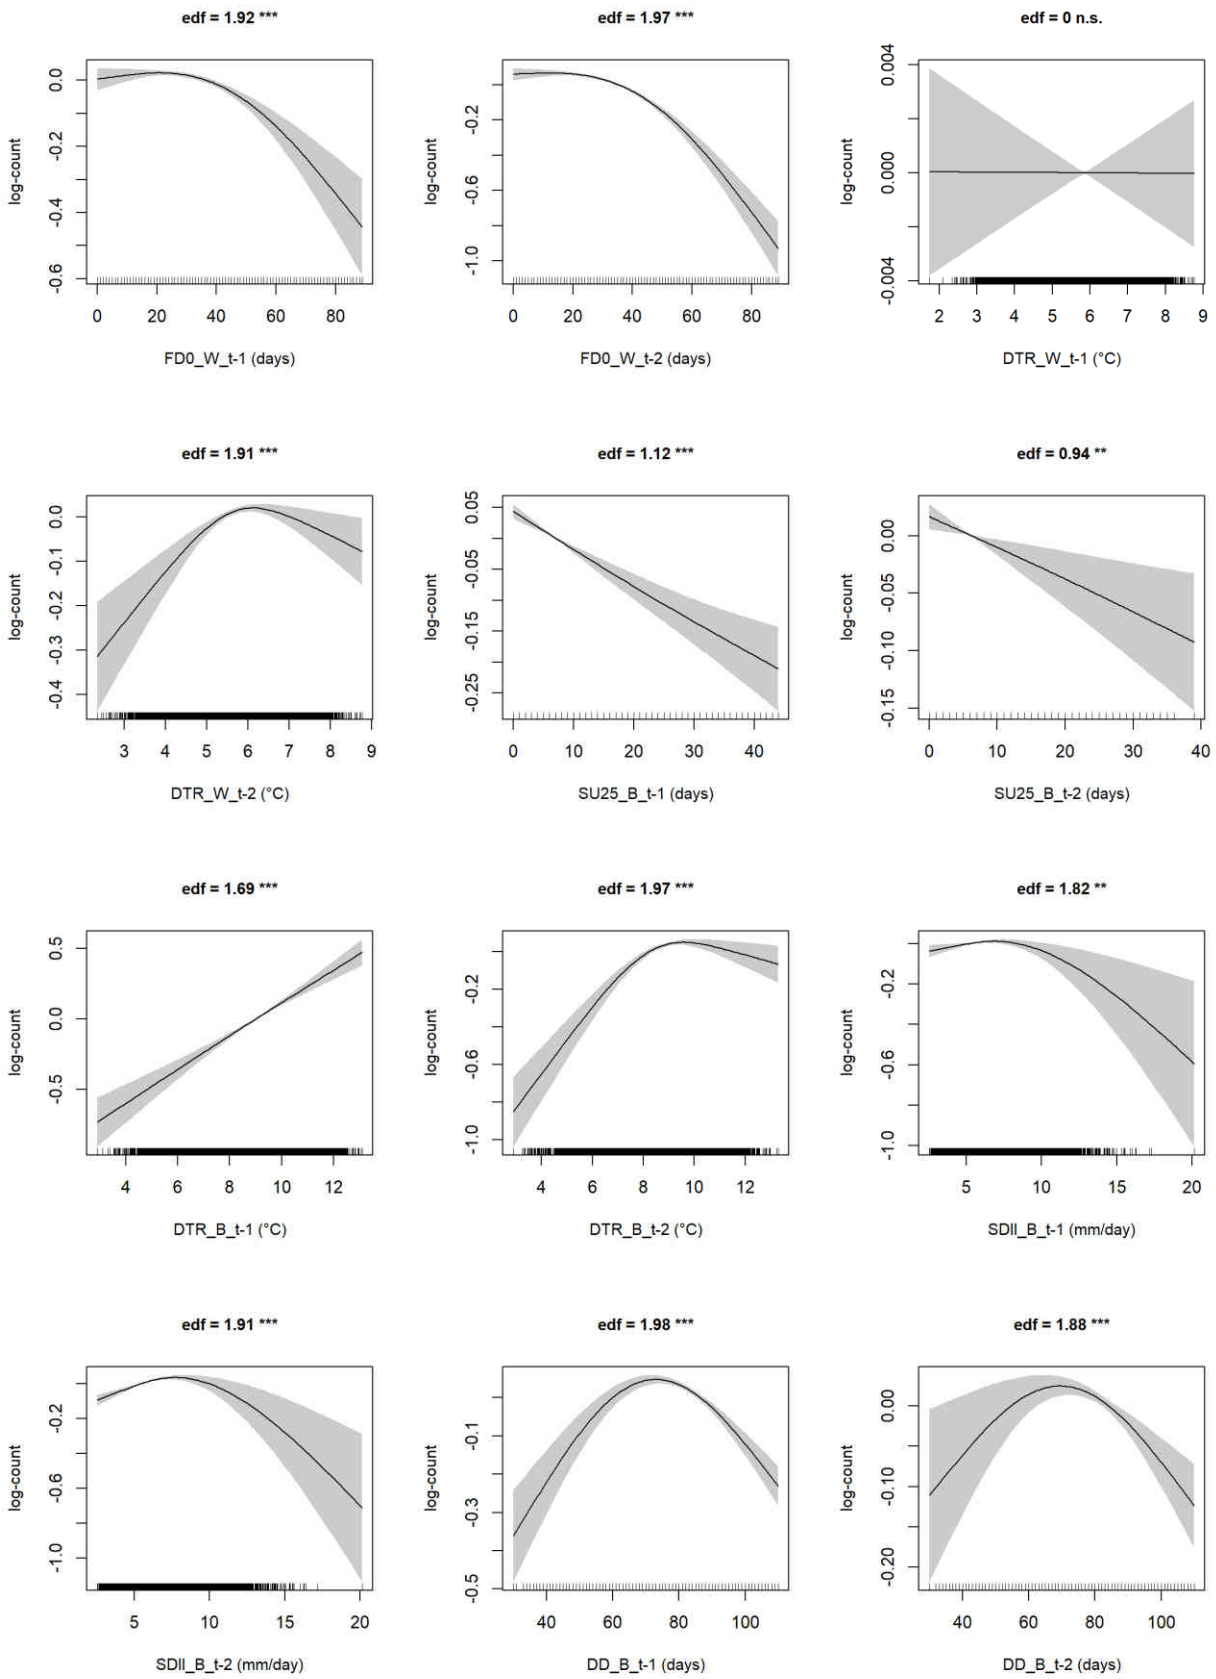 edf = 1.92 ***
edf = 1.97 ***
edf = 0 n.s.
log-count
0.0
-0.2
-0.4
-0.6
0 20 40 60 80
FD0_W_t-1 (days)
log-count
-0.2
-0.6
-1.0
0 20 40 60 80
FD0_W_t-2 (days)
log-count
0.004
0.000
-0.004
2 3 4 5 6 7 8 9
DTR_W_t-1 (°C)
edf = 1.91 ***
edf = 1.12 ***
edf = 0.94 **
log-count
0.0
-0.1
-0.2
-0.3
-0.4
3 4 5 6 7 8 9
DTR_W_t-2 (°C)
log-count
0.05
-0.05
-0.15
-0.25
0 10 20 30 40
SU25_B_t-1 (days)
log-count
0.00
-0.05
-0.10
-0.15
0 10 20 30 40
SU25_B_t-2 (days)
edf = 1.69 ***
edf = 1.97 ***
edf = 1.82 **
log-count
0.5
0.0
-0.5
4 6 8 10 12
DTR_B_t-1 (°C)
log-count
-0.2
-0.6
-1.0
4 6 8 10 12
DTR_B_t-2 (°C)
log-count
-0.2
-0.6
-1.0
5 10 15 20
SDII_B_t-1 (mm/day)
edf = 1.91 ***
edf = 1.98 ***
edf = 1.88 ***
log-count
-0.2
-0.6
-1.0
5 10 15 20
SDII_B_t-2 (mm/day)
log-count
-0.1
-0.3
-0.5
40 60 80 100
DD_B_t-1 (days)
log-count
0.00
-0.10
-0.20
40 60 80 100
DD_B_t-2 (days)